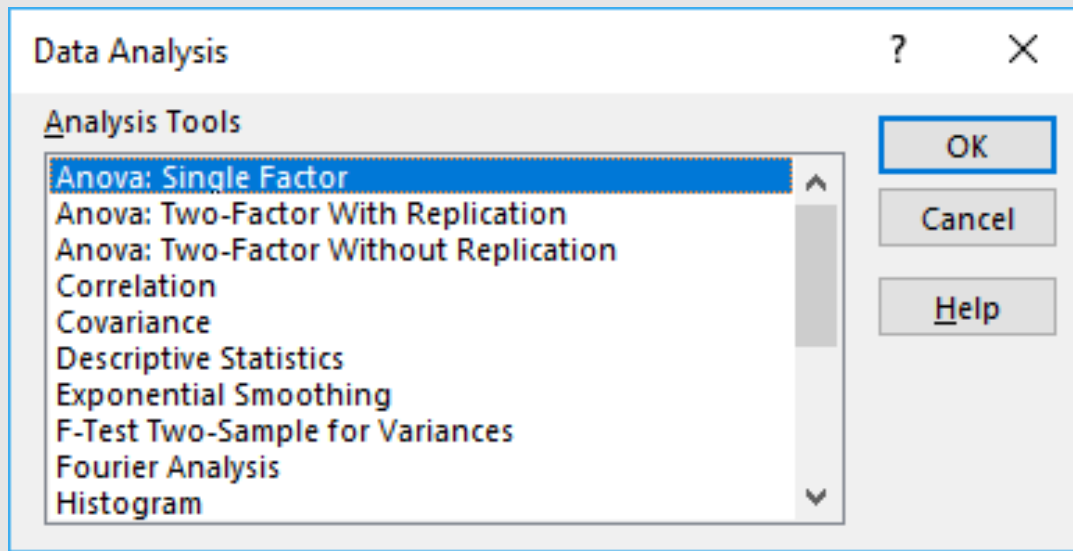 Data Analysis
?
Analysis Tools
Anova: Single Factor
Anova: Two-Factor With Replication
Anova: Two-Factor Without Replication
Correlation
Covariance
Descriptive Statistics
Exponential Smoothing
F-Test Two-Sample for Variances
Fourier Analysis
Histogram
OK
Cancel
Help